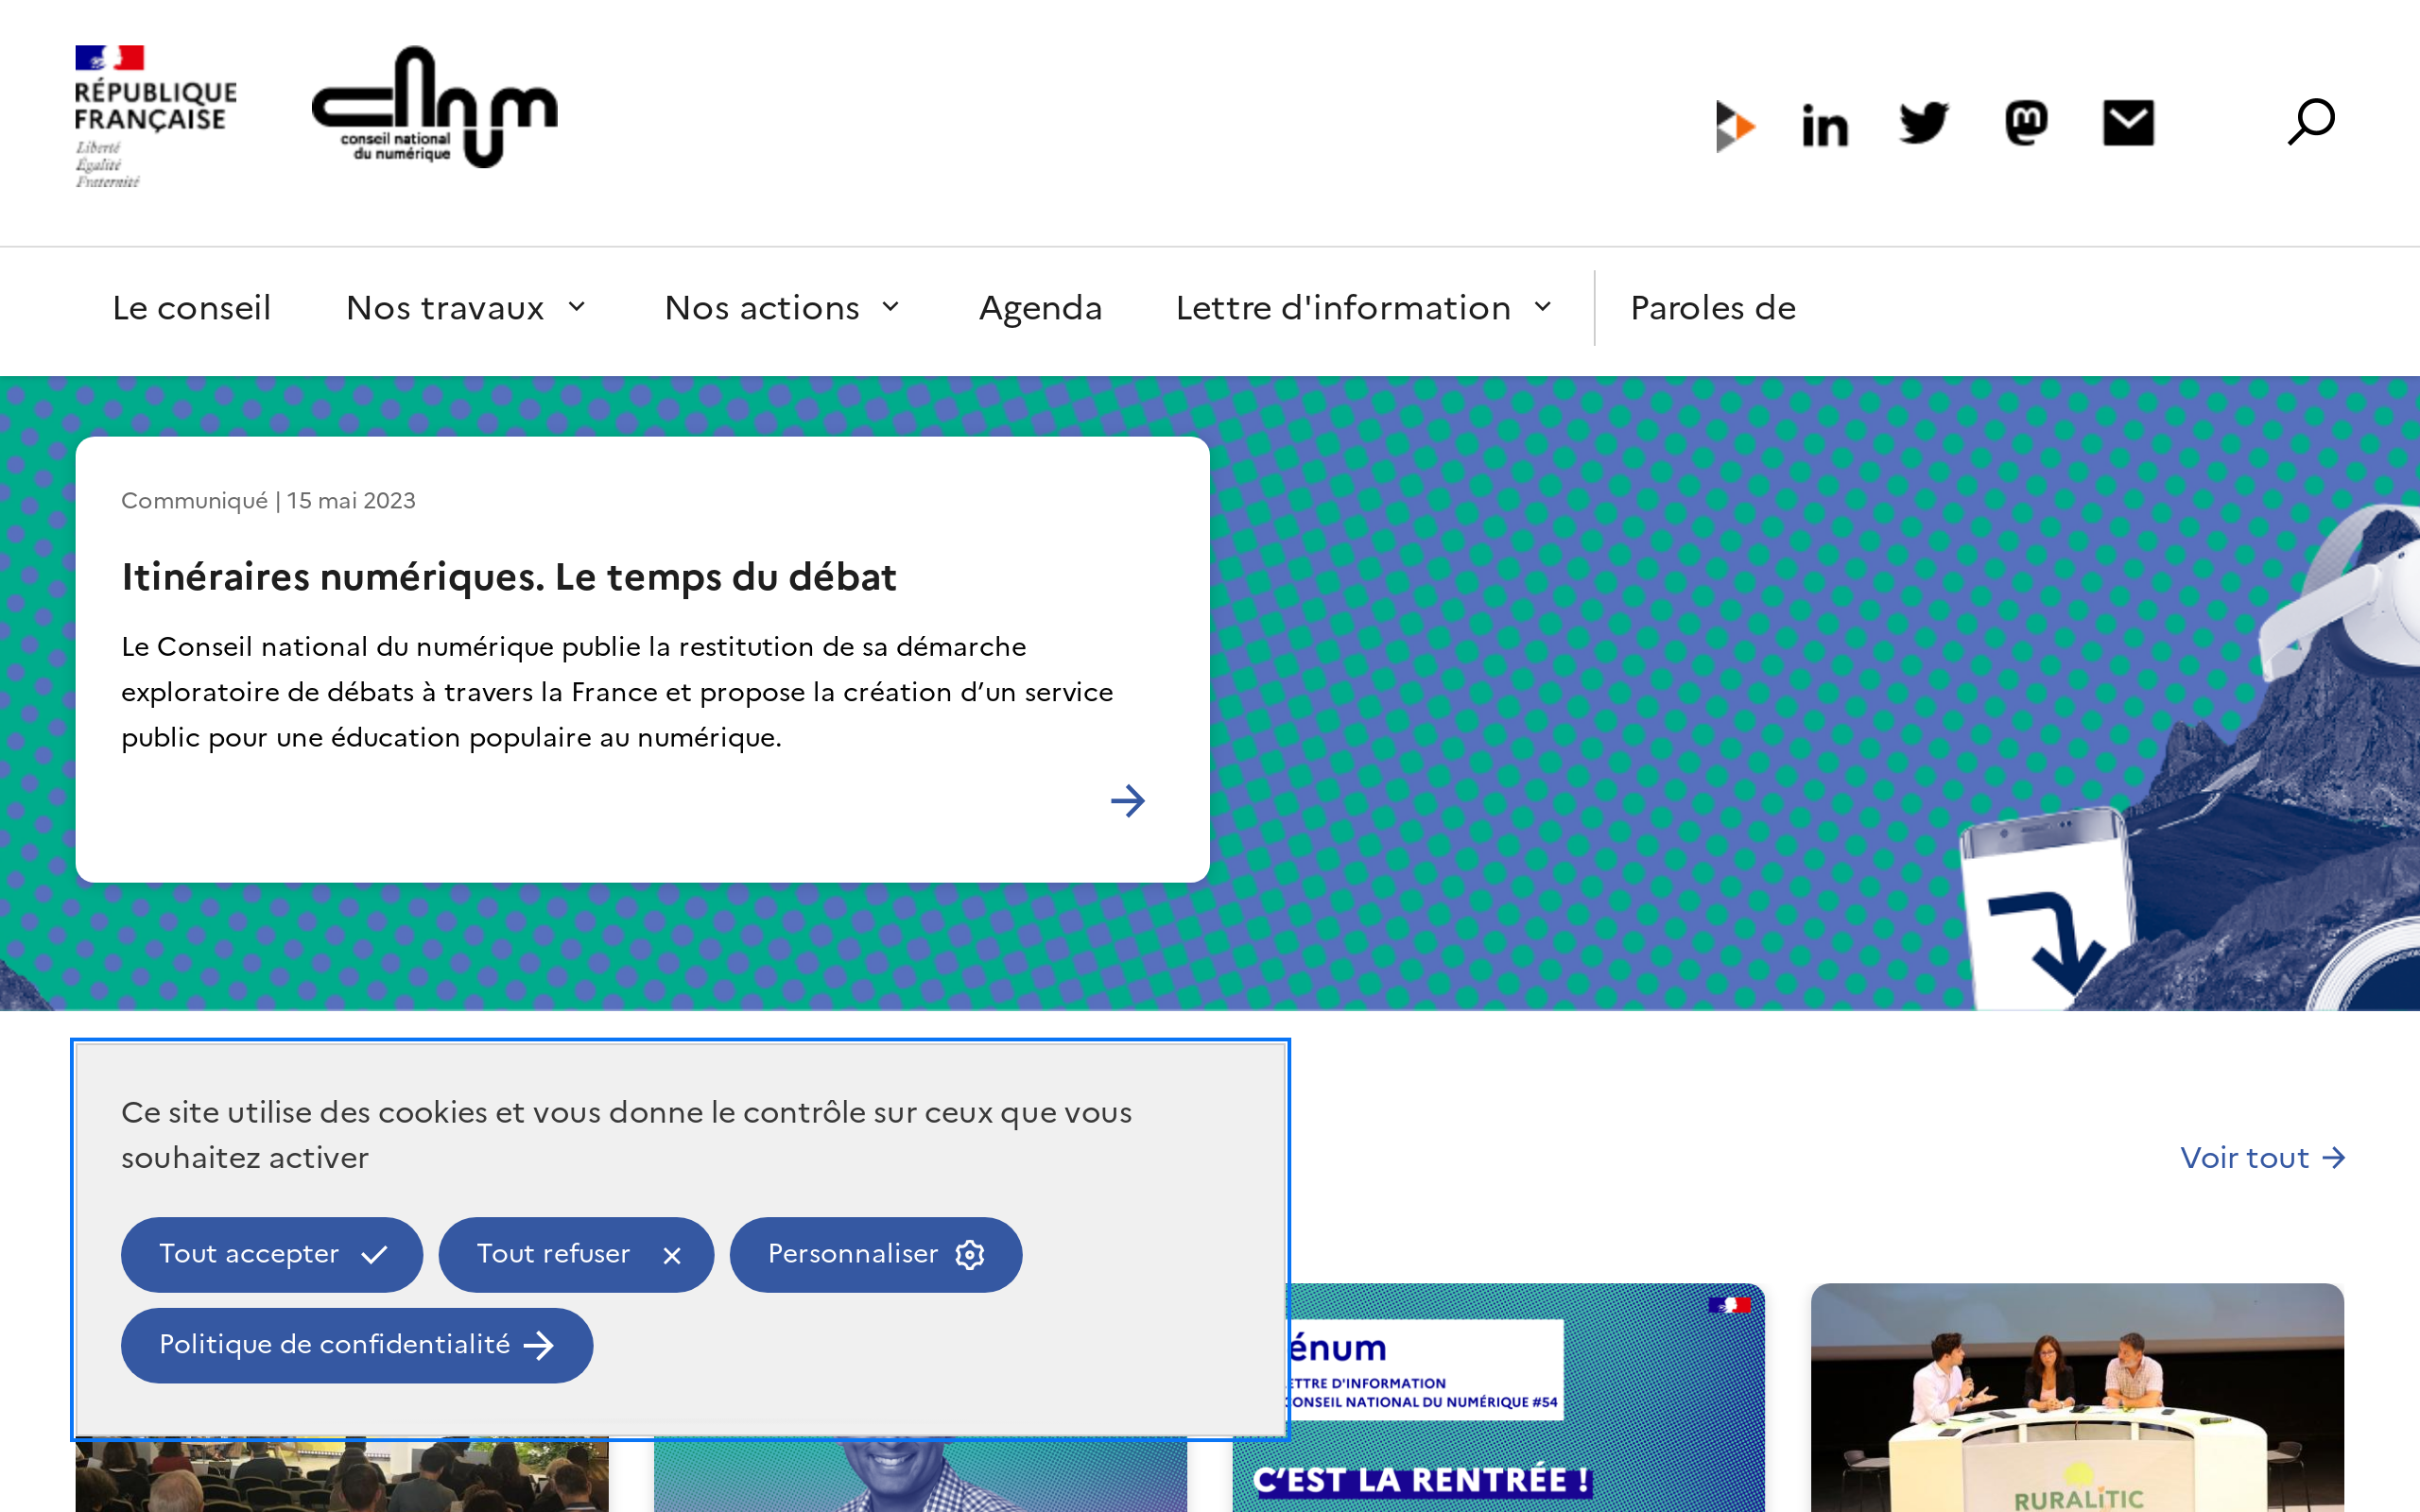 RÉPUBLIQUE
FRANÇAISE
Liberté
Égalité
Fraternité
cnnum
conseil national
du numérique
Le conseil
Nos travaux
Nos actions
Agenda
Lettre d'information
Paroles de
Communiqué | 15 mai 2023
Itinéraires numériques. Le temps du débat
Le Conseil national du numérique publie la restitution de sa démarche
exploratoire de débats à travers la France et propose la création d’un service
public pour une éducation populaire au numérique.
Ce site utilise des cookies et vous donne le contrôle sur ceux que vous
souhaitez activer
Tout accepter
Tout refuser
Personnaliser
Politique de confidentialité
Voir tout
énum
ETTRE D'INFORMATION
ONSEIL NATIONAL DU NUMÉRIQUE #54
C’EST LA RENTRÉE !
RURALITIC